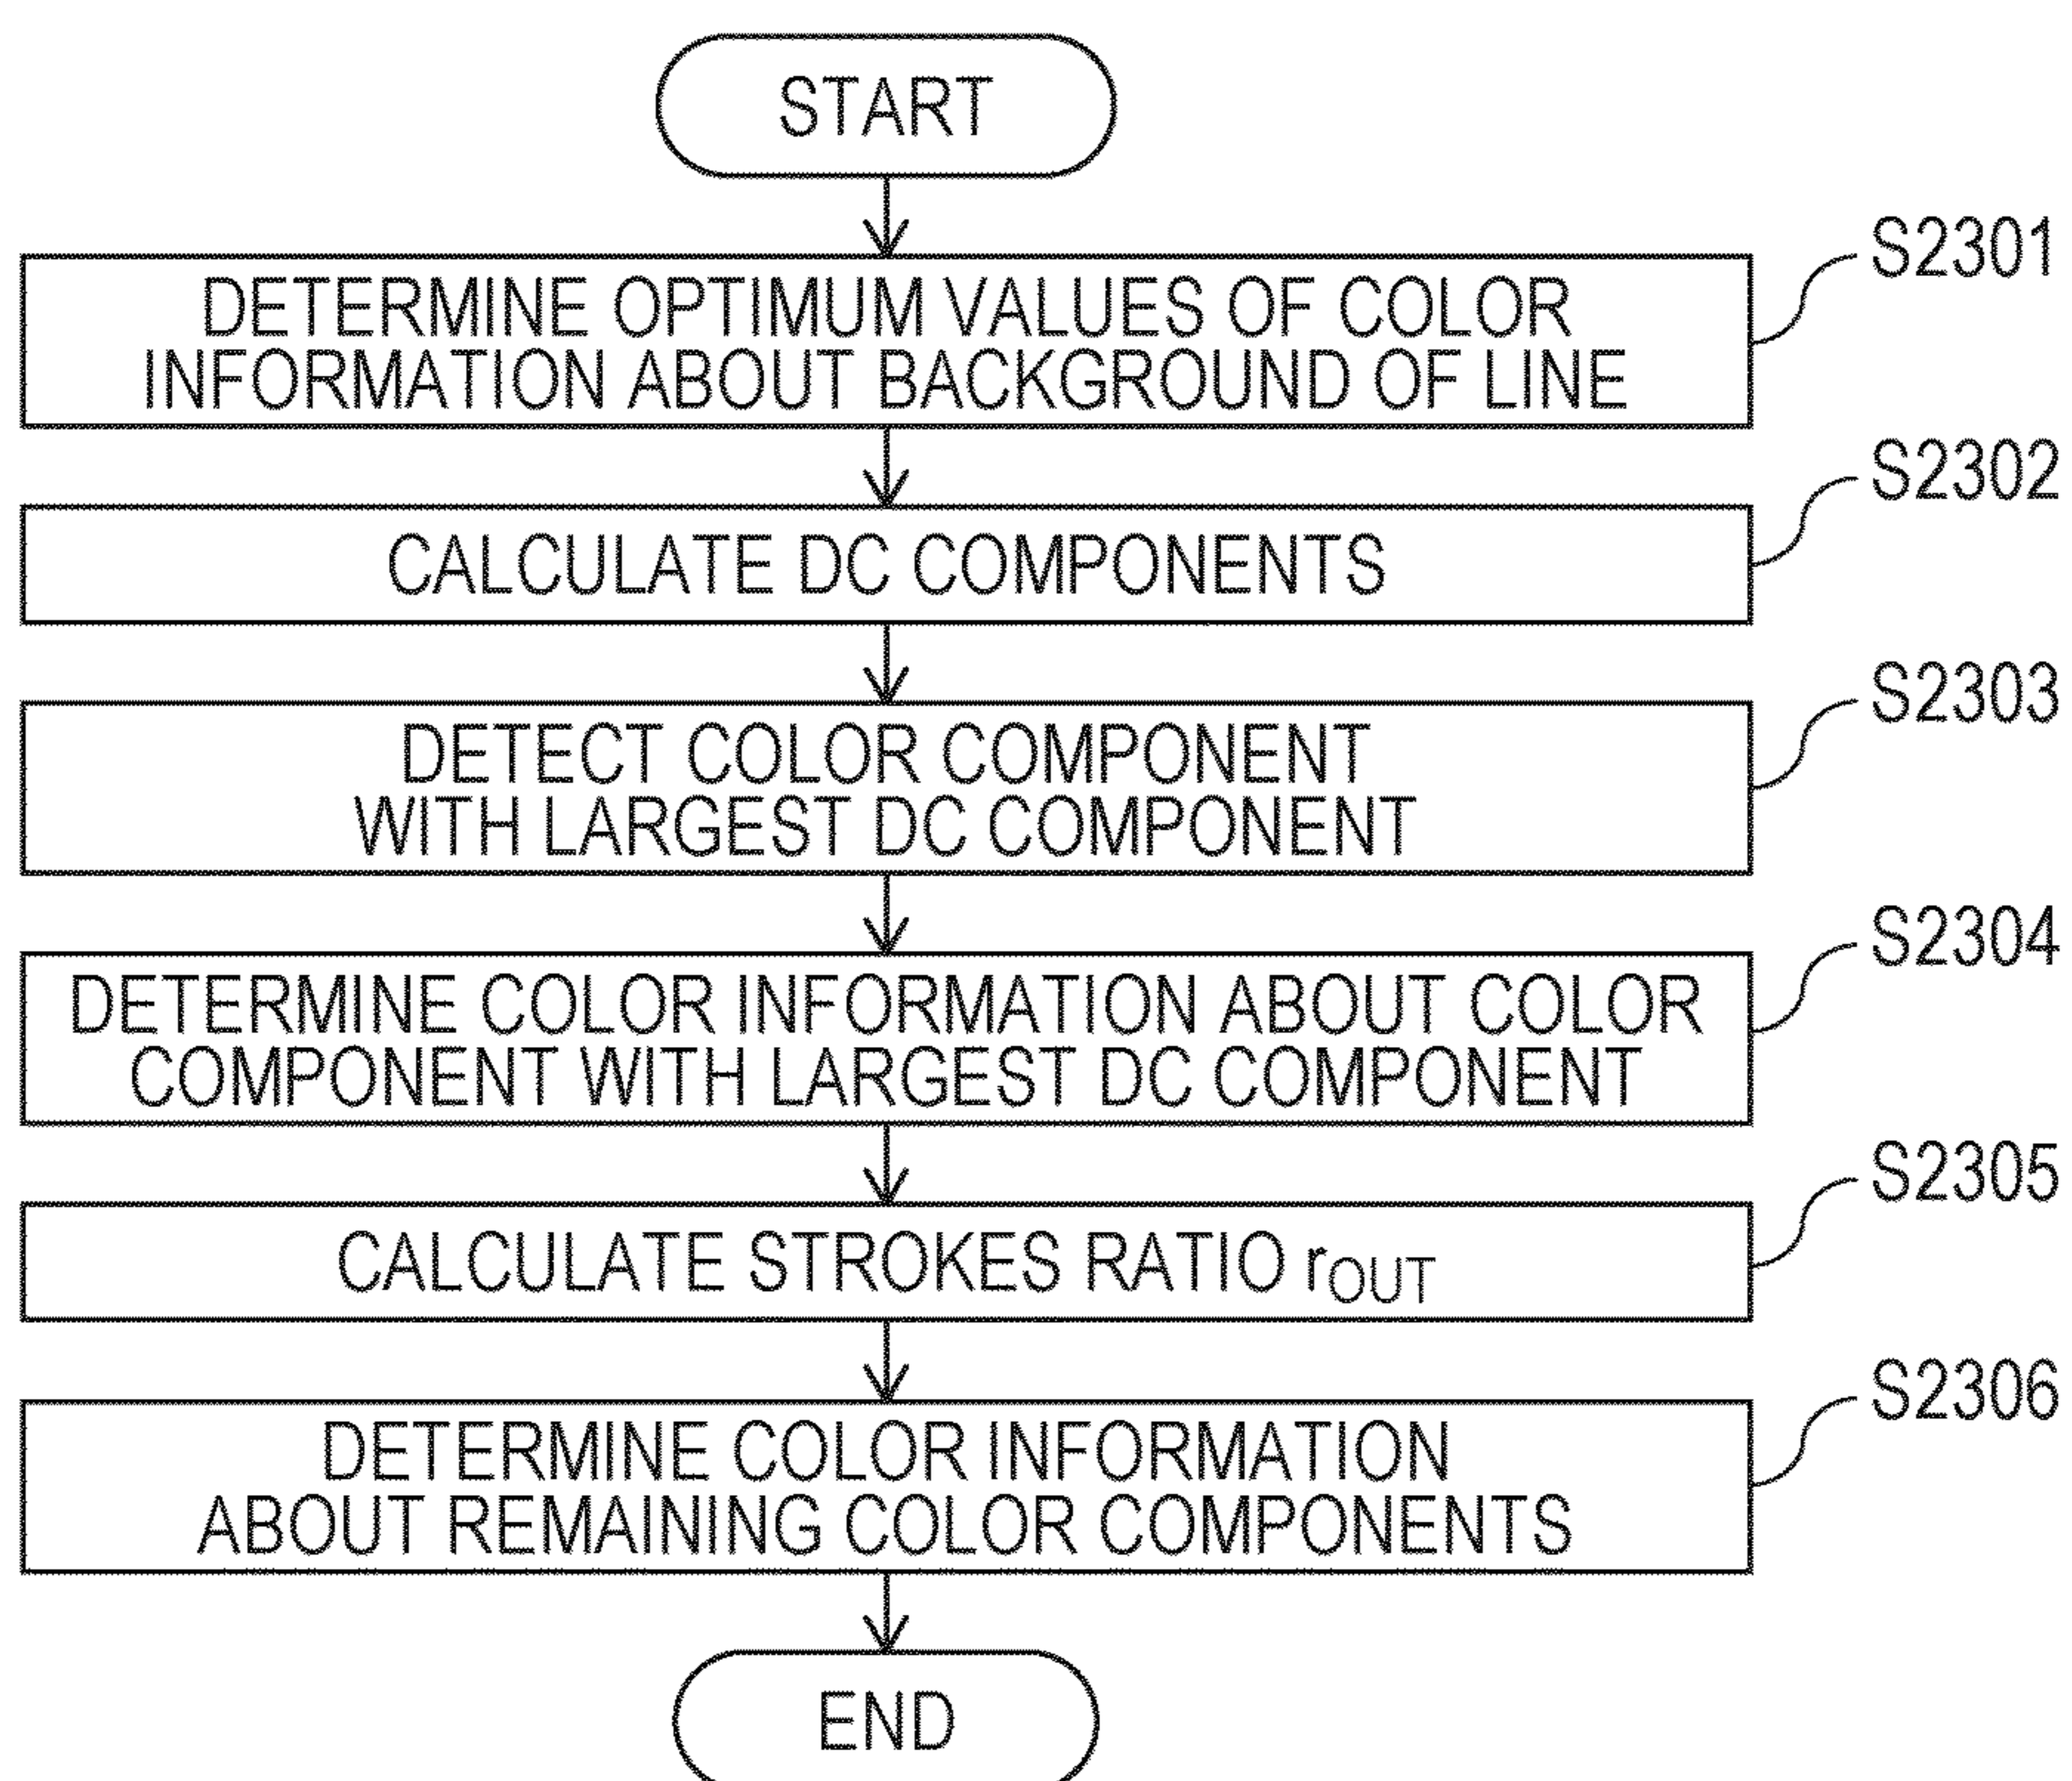 START
DETERMINE OPTIMUM VALUES OF COLOR
INFORMATION ABOUT BACKGROUND OF LINE
S2301
CALCULATE DC COMPONENTS
S2302
DETECT COLOR COMPONENT
WITH LARGEST DC COMPONENT
S2303
DETERMINE COLOR INFORMATION ABOUT COLOR
COMPONENT WITH LARGEST DC COMPONENT
S2304
CALCULATE STROKES RATIO rOUT
S2305
DETERMINE COLOR INFORMATION
ABOUT REMAINING COLOR COMPONENTS
S2306
END